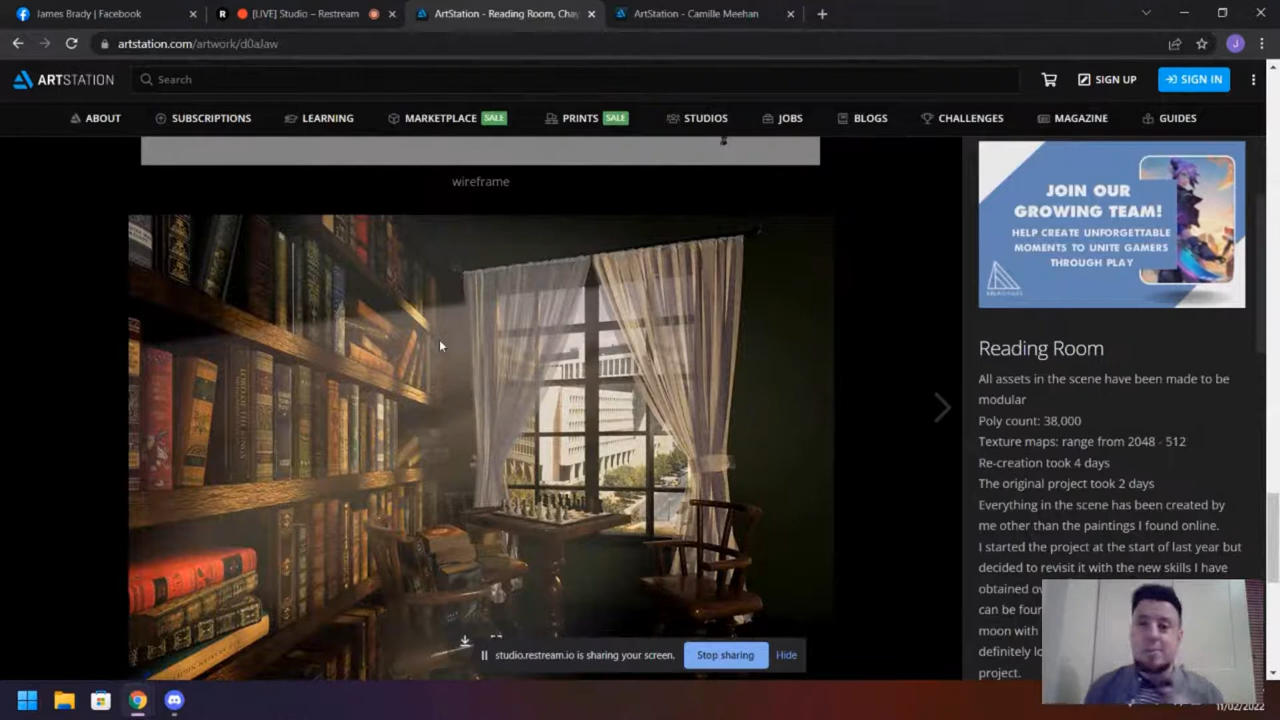 James Brady | Facebook
[LIVE] Studio – Restream
ArtStation - Reading Room, Chay
ArtStation - Camille Meehan
artstation.com/artwork/d0aJaw
ARTSTATION
Search
SIGN UP
SIGN IN
ABOUT
SUBSCRIPTIONS
LEARNING
MARKETPLACE SALE
PRINTS SALE
STUDIOS
JOBS
BLOGS
CHALLENGES
MAGAZINE
GUIDES
wireframe
JOIN OUR
GROWING TEAM!
HELP CREATE UNFORGETTABLE
MOMENTS TO UNITE GAMERS
THROUGH PLAY
Reading Room
All assets in the scene have been made to be
modular
Poly count: 38,000
Texture maps: range from 2048 - 512
Re-creation took 4 days
The original project took 2 days
Everything in the scene has been created by
me other than the paintings I found online.
I started the project at the start of last year but
decided to revisit it with the new skills I have
obtained
can be
moon with
definitely
project.
studio.restream.io is sharing your screen.
Stop sharing
Hide
11/02/2022